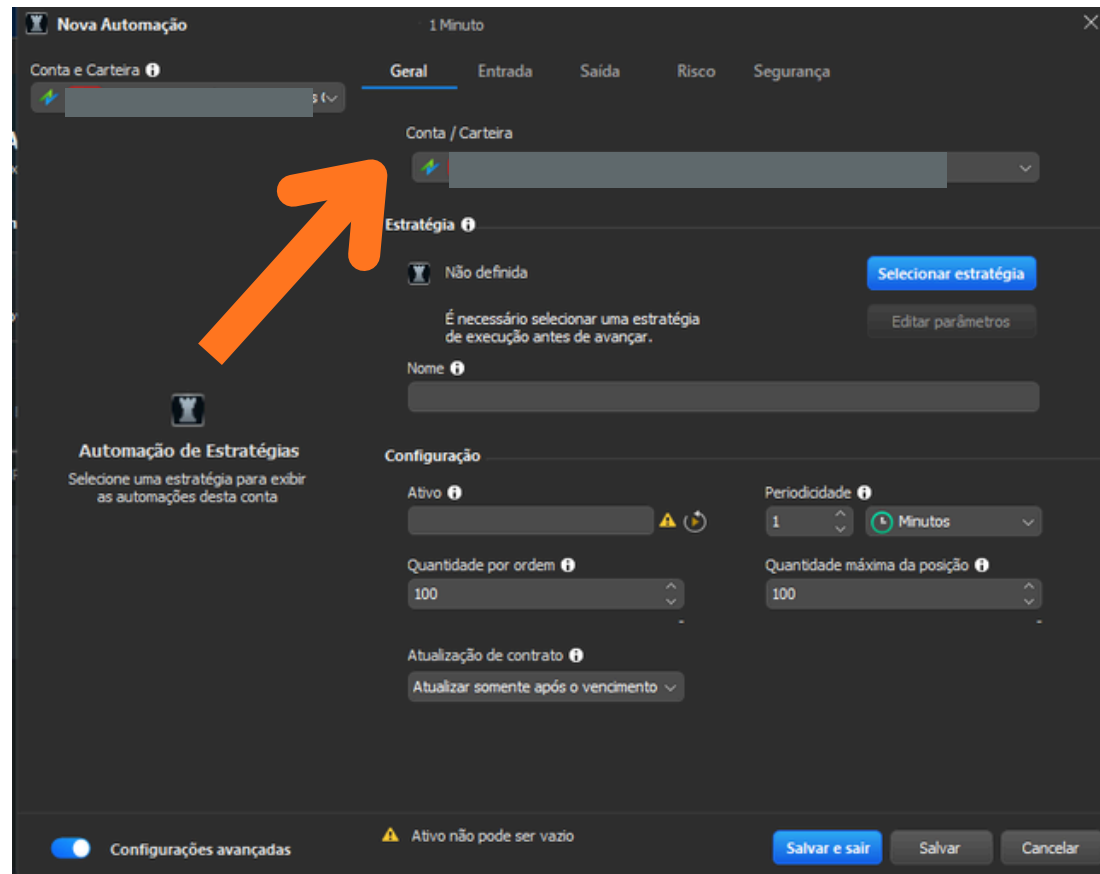 Nova Automação
1 Minuto
Conta e Carteira
Geral Entrada Saída Risco Segurança
Conta / Carteira
Estratégia
Não definida
Selecionar estratégia
É necessário selecionar uma estratégia
de execução antes de avançar.
Editar parâmetros
Nome
Automação de Estratégias
Selecione uma estratégia para exibir
as automações desta conta
Configuração
Ativo
Periodicidade
1 Minutos
Quantidade por ordem
Quantidade máxima da posição
100
100
-
-
Atualização de contrato
Atualizar somente após o vencimento
Configurações avançadas
Ativo não pode ser vazio
Salvar e sair Salvar Cancelar